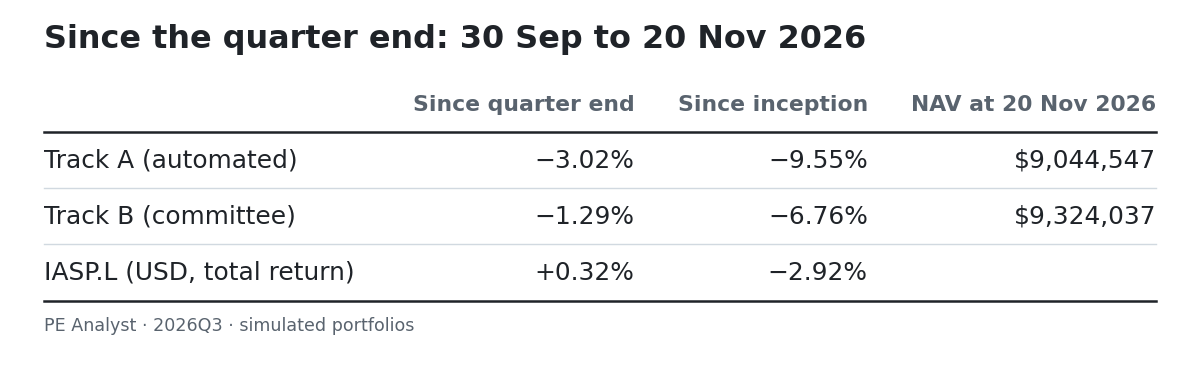 Since the quarter end: 30 Sep to 20 Nov 2026
Since quarter end Since inception NAV at 20 Nov 2026
Track A (automated) −3.02% −9.55% $9,044,547
Track B (committee) −1.29% −6.76% $9,324,037
IASP.L (USD, total return) +0.32% −2.92%
PE Analyst · 2026Q3 · simulated portfolios